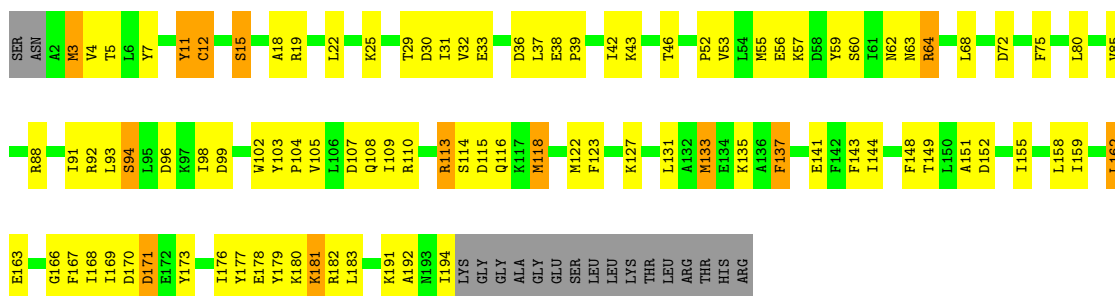 SER ASN A2 M3 V4 T5 L6 Y7 Y11 C12 S15 A18 R19 L22 K25 T29 D30 I31 V32 E33 D36 L37 E38 P39 I42 K43 T46 P52 V53 L54 M55 E56 K57 D58 Y59 S60 I61 N62 N63 R64 L68 D72 F75 L80
R88 I91 R92 L93 S94 L95 D96 K97 I98 D99 W102 Y103 P104 V105 L106 D107 Q108 I109 R110 R113 S114 D115 Q116 K117 M118 M122 F123 K127 L131 A132 M133 E134 K135 A136 F137 E141 F142 F143 I144 F148 T149 L150 A151 D152 I155 L158 I159
E163 G166 F167 I168 I169 D170 D171 E172 Y173 I176 Y177 E178 Y179 K180 K181 R182 L183 K191 A192 N193 I194 LYS GLY GLY ALA GLY GLU SER LEU LEU LYS THR LEU ARG THR HIS ARG